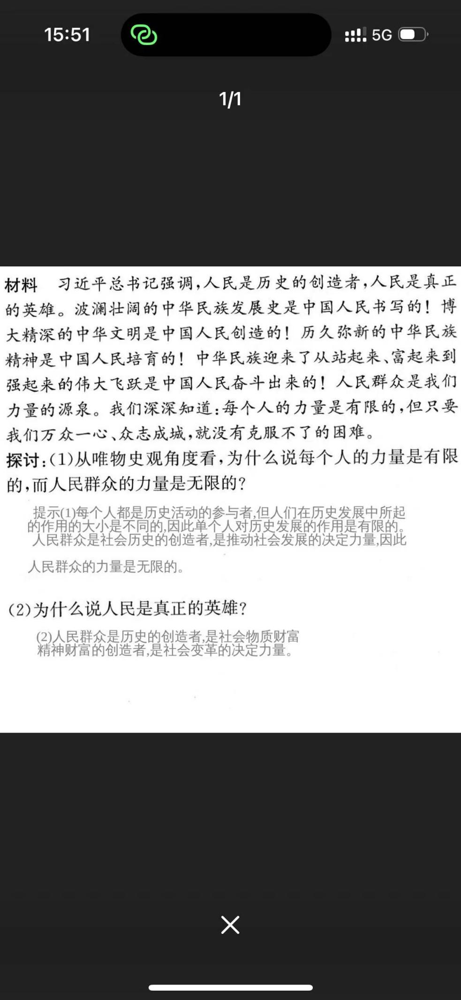 15:51
5G
1/1
材料 习近平总书记强调,人民是历史的创造者,人民是真正
的英雄。波澜壮阔的中华民族发展史是中国人民书写的!博
大精深的中华文明是中国人民创造的!历久弥新的中华民族
精神是中国人民培育的!中华民族迎来了从站起来、富起来到
强起来的伟大飞跃是中国人民奋斗出来的!人民群众是我们
力量的源泉。我们深深知道:每个人的力量是有限的,但只要
我们万众一心、众志成城,就没有克服不了的困难。
探讨:(1)从唯物史观角度看,为什么说每个人的力量是有限
的,而人民群众的力量是无限的?
提示(1)每个人都是历史活动的参与者,但人们在历史发展中所起
的作用的大小是不同的,因此单个人对历史发展的作用是有限的。
人民群众是社会历史的创造者,是推动社会发展的决定力量,因此
人民群众的力量是无限的。
(2)为什么说人民是真正的英雄?
(2)人民群众是历史的创造者,是社会物质财富
精神财富的创造者,是社会变革的决定力量。